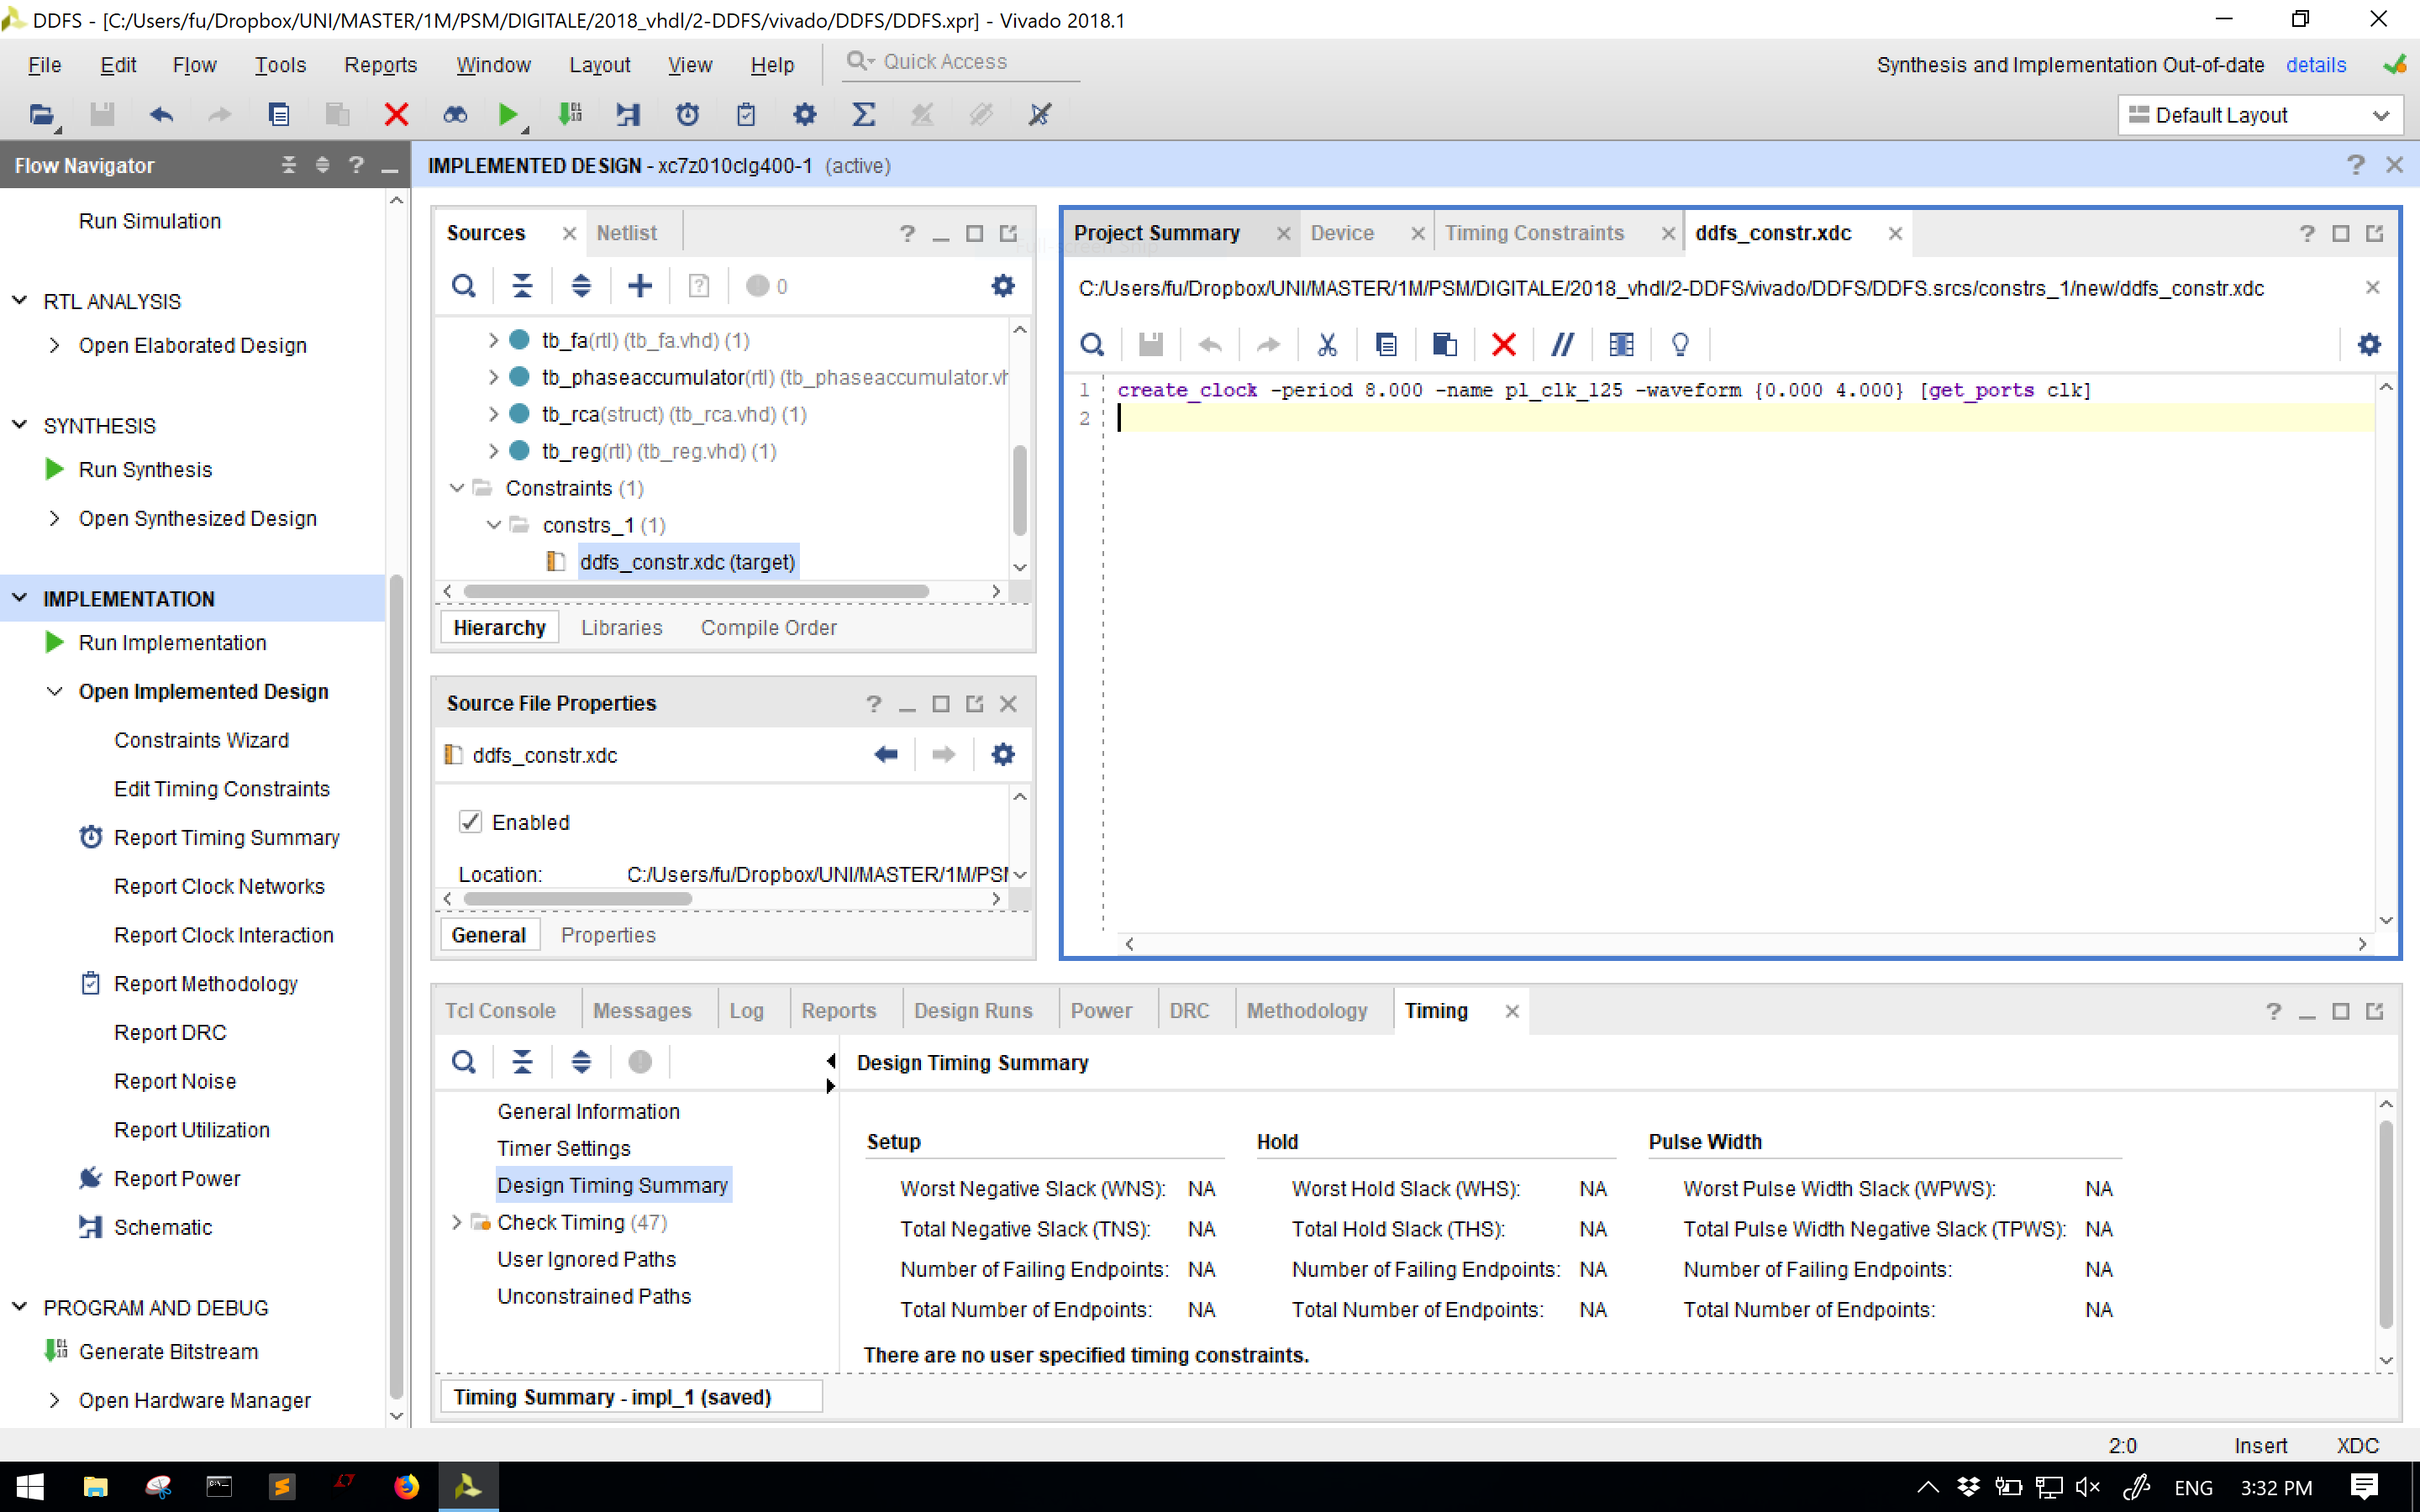 DDFS - [C:/Users/fu/Dropbox/UNI/MASTER/1M/PSM/DIGITALE/2018_vhdl/2-DDFS/vivado/DDFS/DDFS.xpr] - Vivado 2018.1
File Edit Flow Tools Reports Window Layout View Help Quick Access
Synthesis and Implementation Out-of-date details
Default Layout
Flow Navigator
IMPLEMENTED DESIGN - xc7z010clg400-1 (active)
Run Simulation
RTL ANALYSIS
Open Elaborated Design
SYNTHESIS
Run Synthesis
Open Synthesized Design
IMPLEMENTATION
Run Implementation
Open Implemented Design
Constraints Wizard
Edit Timing Constraints
Report Timing Summary
Report Clock Networks
Report Clock Interaction
Report Methodology
Report DRC
Report Noise
Report Utilization
Report Power
Schematic
PROGRAM AND DEBUG
Generate Bitstream
Open Hardware Manager
Sources Netlist
0
tb_fa(rtl) (tb_fa.vhd) (1)
tb_phaseaccumulator(rtl) (tb_phaseaccumulator.vh
tb_rca(struct) (tb_rca.vhd) (1)
tb_reg(rtl) (tb_reg.vhd) (1)
Constraints (1)
constrs_1 (1)
ddfs_constr.xdc (target)
Hierarchy Libraries Compile Order
Source File Properties
ddfs_constr.xdc
Enabled
Location: C:/Users/fu/Dropbox/UNI/MASTER/1M/PSM
General Properties
Project Summary Device Timing Constraints ddfs_constr.xdc
C:/Users/fu/Dropbox/UNI/MASTER/1M/PSM/DIGITALE/2018_vhdl/2-DDFS/vivado/DDFS/DDFS.srcs/constrs_1/new/ddfs_constr.xdc
1 create_clock -period 8.000 -name pl_clk_125 -waveform {0.000 4.000} [get_ports clk]
2
Tcl Console Messages Log Reports Design Runs Power DRC Methodology Timing
Design Timing Summary
General Information
Timer Settings
Design Timing Summary
Check Timing (47)
User Ignored Paths
Unconstrained Paths
Setup Hold Pulse Width
Worst Negative Slack (WNS): NA Worst Hold Slack (WHS): NA Worst Pulse Width Slack (WPWS): NA
Total Negative Slack (TNS): NA Total Hold Slack (THS): NA Total Pulse Width Negative Slack (TPWS): NA
Number of Failing Endpoints: NA Number of Failing Endpoints: NA Number of Failing Endpoints: NA
Total Number of Endpoints: NA Total Number of Endpoints: NA Total Number of Endpoints: NA
There are no user specified timing constraints.
Timing Summary - impl_1 (saved)
2:0 Insert XDC
ENG 3:32 PM